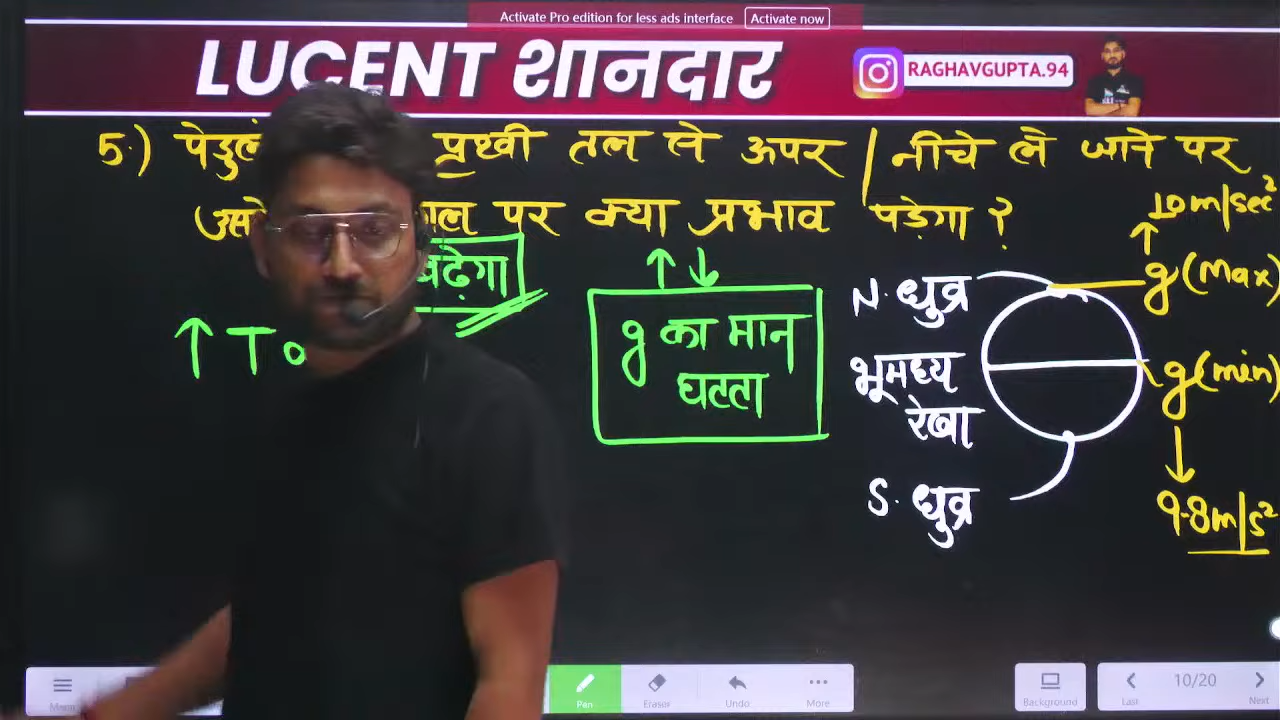 Activate Pro edition for less ads interface Activate now
LUCENT शानदार
RAGHAVGUPTA.94
5.) प्रथ्वी तल से ऊपर / नीचे ले जाने पर
पर क्या प्रभाव पड़ेगा ?
10m/sec²
बढ़ेगा
↑ ↓
↑
N. ध्रुव
g (Max)
↑ T
g का मान
घटता
भूमध्य
रेखा
g (min)
↓
S. ध्रुव
9.8m/s²
Menu
Pen
Eraser
Undo
More
Background
Last
10/20
Next